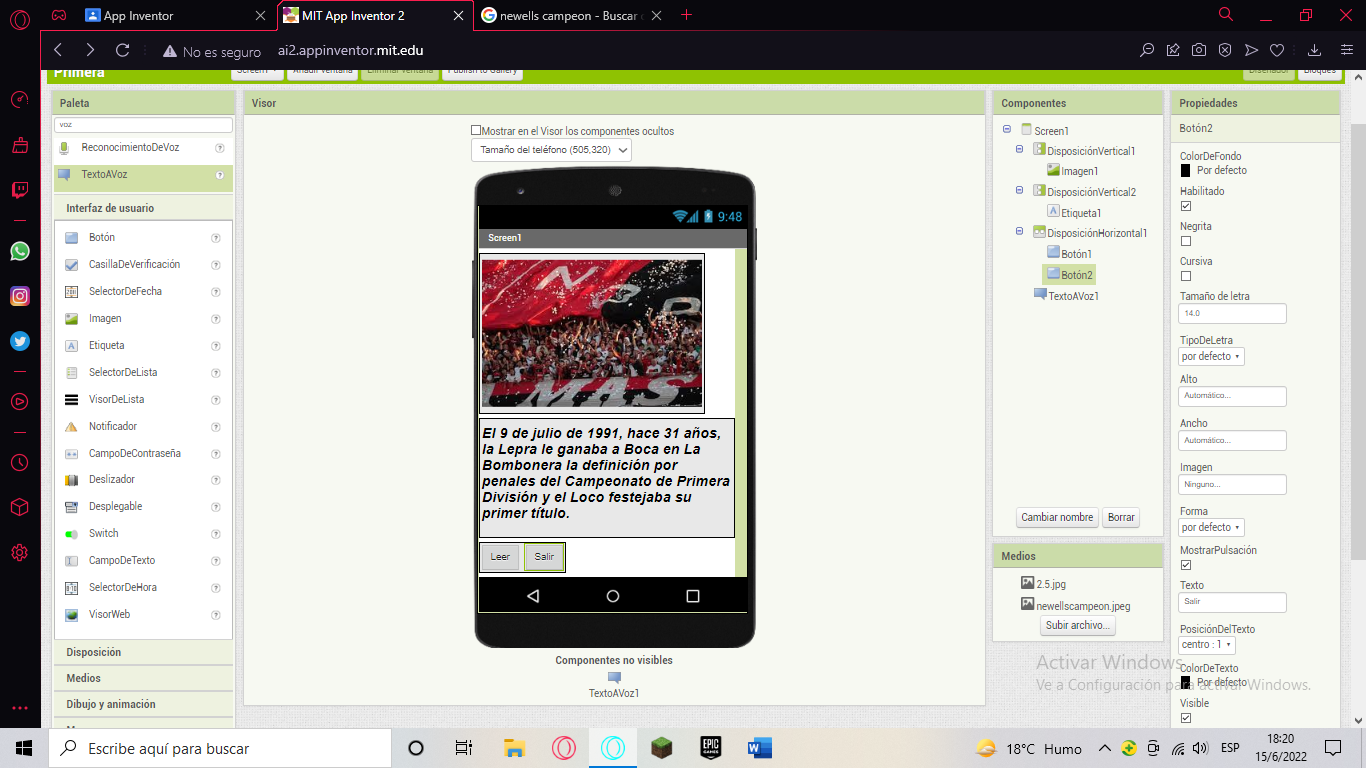 App Inventor
MIT App Inventor 2
newells campeon - Buscar
No es seguro
ai2.appinventor.mit.edu
Primera
Screen1
Añadir ventana
Eliminar ventana
Publish to Gallery
Diseñador
Bloques
Paleta
voz
ReconocimientoDeVoz
TextoAVoz
Interfaz de usuario
Botón
CasillaDeVerificación
SelectorDeFecha
Imagen
Etiqueta
SelectorDeLista
VisorDeLista
Notificador
CampoDeContraseña
Deslizador
Desplegable
Switch
CampoDeTexto
SelectorDeHora
VisorWeb
Disposición
Medios
Dibujo y animación
Visor
Mostrar en el Visor los componentes ocultos
Tamaño del teléfono (505,320)
9:48
Screen1
MAS
El 9 de julio de 1991, hace 31 años,
la Lepra le ganaba a Boca en La
Bombonera la definición por
penales del Campeonato de Primera
División y el Loco festejaba su
primer título.
Leer
Salir
Componentes no visibles
TextoAVoz1
Componentes
Screen1
DisposiciónVertical1
Imagen1
DisposiciónVertical2
Etiqueta1
DisposiciónHorizontal1
Botón1
Botón2
TextoAVoz1
Cambiar nombre
Borrar
Medios
2.5.jpg
newellscampeon.jpeg
Subir archivo...
Propiedades
Botón2
ColorDeFondo
Por defecto
Habilitado
Negrita
Cursiva
Tamaño de letra
14.0
TipoDeLetra
por defecto
Alto
Automático...
Ancho
Automático...
Imagen
Ninguno...
Forma
por defecto
MostrarPulsación
Texto
Salir
PosiciónDelTexto
centro : 1
ColorDeTexto
Por defecto
Visible
Activar Windows
Ve a Configuración para activar Windows.
Escribe aquí para buscar
EPIC GAMES
W
18°C Humo
ESP
18:20
15/6/2022